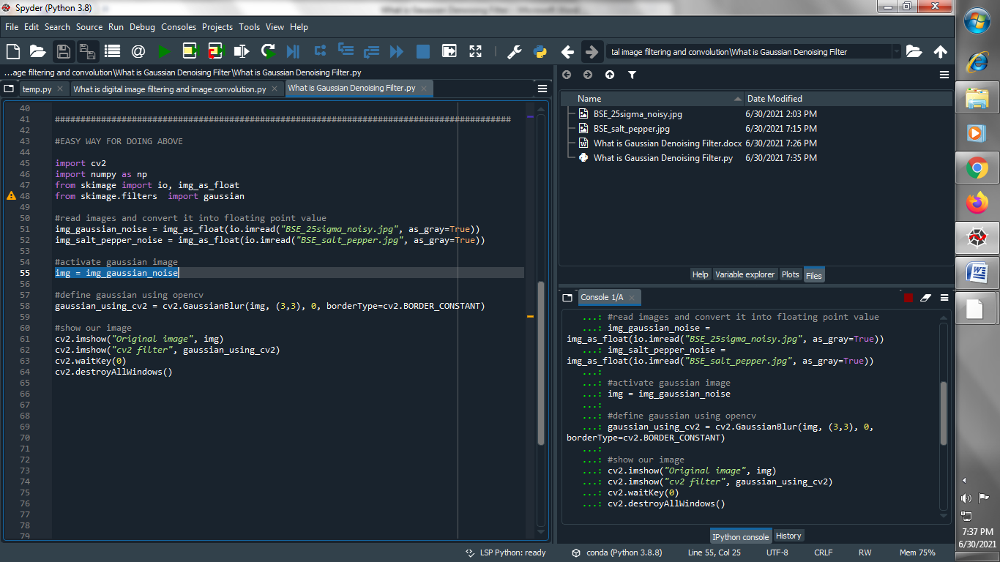 Spyder (Python 3.8)
File Edit Search Source Run Debug Consoles Projects Tools View Help
tal image filtering and convolution\What is Gaussian Denoising Filter
...age filtering and convolution\What is Gaussian Denoising Filter\What is Gaussian Denoising Filter.py
temp.py What is digital image filtering and image convolution.py What is Gaussian Denoising Filter.py
40
41 #########################################################################################
42
43 #EASY WAY FOR DOING ABOVE
44
45 import cv2
46 import numpy as np
47 from skimage import io, img_as_float
48 from skimage.filters  import gaussian
49
50 #read images and convert it into floating point value
51 img_gaussian_noise = img_as_float(io.imread("BSE_25sigma_noisy.jpg", as_gray=True))
52 img_salt_pepper_noise = img_as_float(io.imread("BSE_salt_pepper.jpg", as_gray=True))
53
54 #activate gaussian image
55 img = img_gaussian_noise
56
57 #define gaussian using opencv
58 gaussian_using_cv2 = cv2.GaussianBlur(img, (3,3), 0, borderType=cv2.BORDER_CONSTANT)
59
60 #show our image
61 cv2.imshow("Original image", img)
62 cv2.imshow("cv2 filter", gaussian_using_cv2)
63 cv2.waitKey(0)
64 cv2.destroyAllWindows()
65
66
67
68
69
70
71
72
73
74
75
76
77
78
79
Name Date Modified
BSE_25sigma_noisy.jpg 6/30/2021 2:03 PM
BSE_salt_pepper.jpg 6/30/2021 7:15 PM
What is Gaussian Denoising Filter.docx 6/30/2021 7:26 PM
What is Gaussian Denoising Filter.py 6/30/2021 7:35 PM
Help Variable explorer Plots Files
Console 1/A
...: #read images and convert it into floating point value
...: img_gaussian_noise =
img_as_float(io.imread("BSE_25sigma_noisy.jpg", as_gray=True))
...: img_salt_pepper_noise =
img_as_float(io.imread("BSE_salt_pepper.jpg", as_gray=True))
...:
...: #activate gaussian image
...: img = img_gaussian_noise
...:
...: #define gaussian using opencv
...: gaussian_using_cv2 = cv2.GaussianBlur(img, (3,3), 0,
borderType=cv2.BORDER_CONSTANT)
...:
...: #show our image
...: cv2.imshow("Original image", img)
...: cv2.imshow("cv2 filter", gaussian_using_cv2)
...: cv2.waitKey(0)
...: cv2.destroyAllWindows()
IPython console History
LSP Python: ready conda (Python 3.8.8) Line 55, Col 25 UTF-8 CRLF RW Mem 75%
7:37 PM
6/30/2021